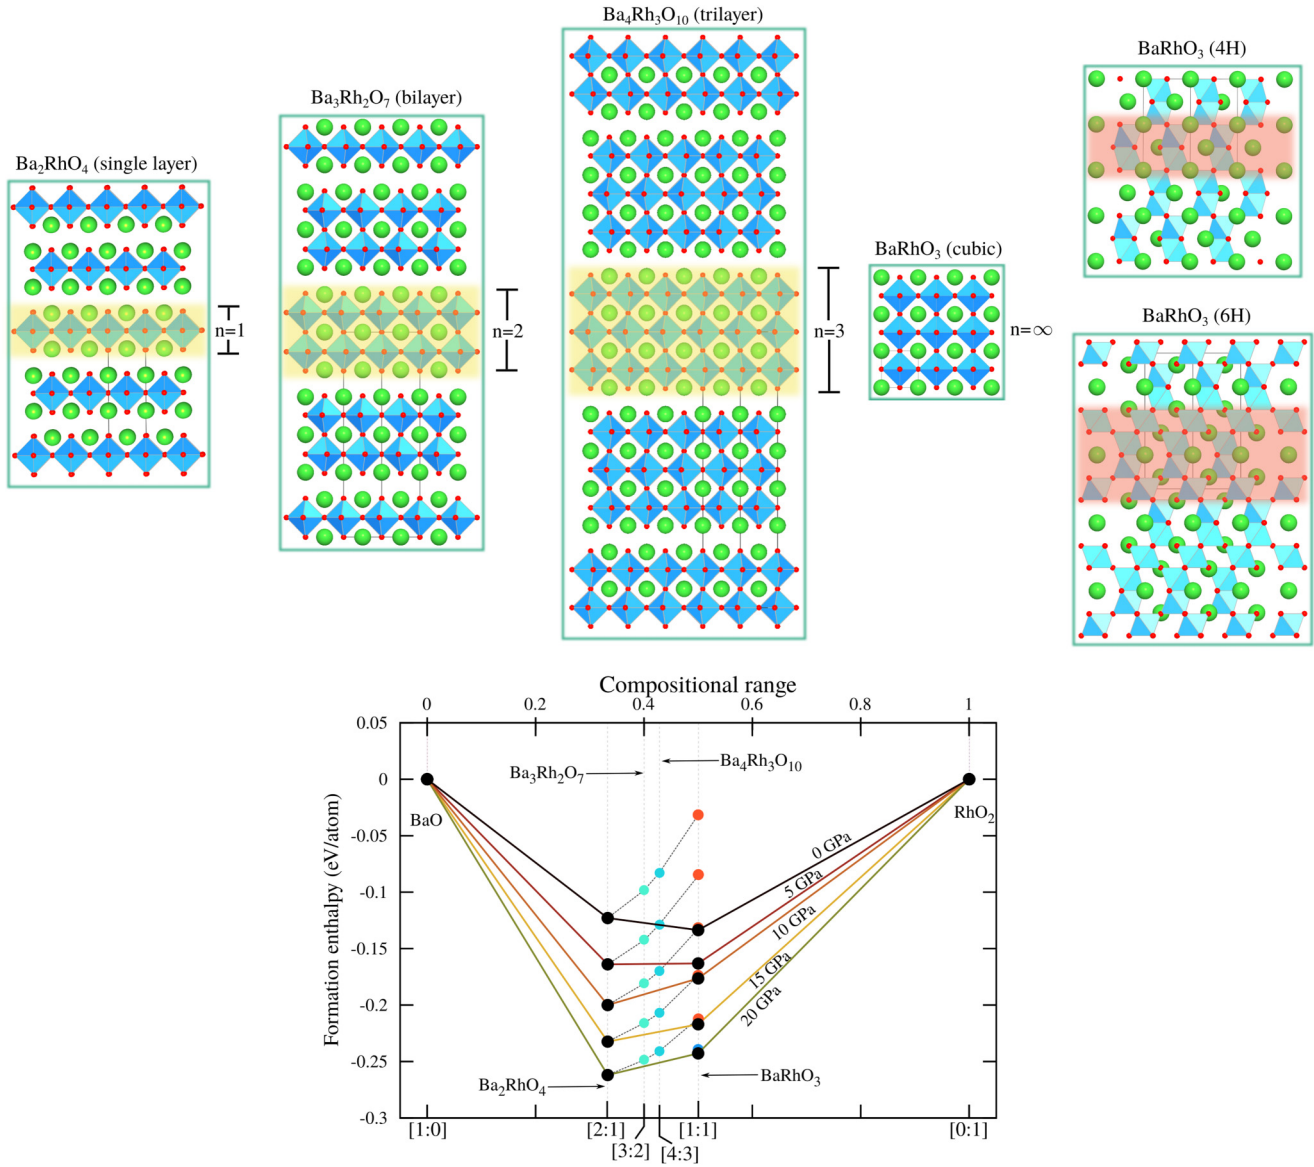 Ba4Rh3O10 (trilayer)
BaRhO3 (4H)
Ba3Rh2O7 (bilayer)
Ba2RhO4 (single layer)
BaRhO3 (cubic)
BaRhO3 (6H)
n=1
n=2
n=3
n=∞
Compositional range
0 0.2 0.4 0.6 0.8 1
Formation enthalpy (eV/atom)
0.05
0
-0.05
-0.1
-0.15
-0.2
-0.25
-0.3
Ba4Rh3O10
Ba3Rh2O7
BaO
RhO2
0 GPa
5 GPa
10 GPa
15 GPa
20 GPa
Ba2RhO4
BaRhO3
[1:0] [2:1] [1:1] [0:1]
[3:2] [4:3]